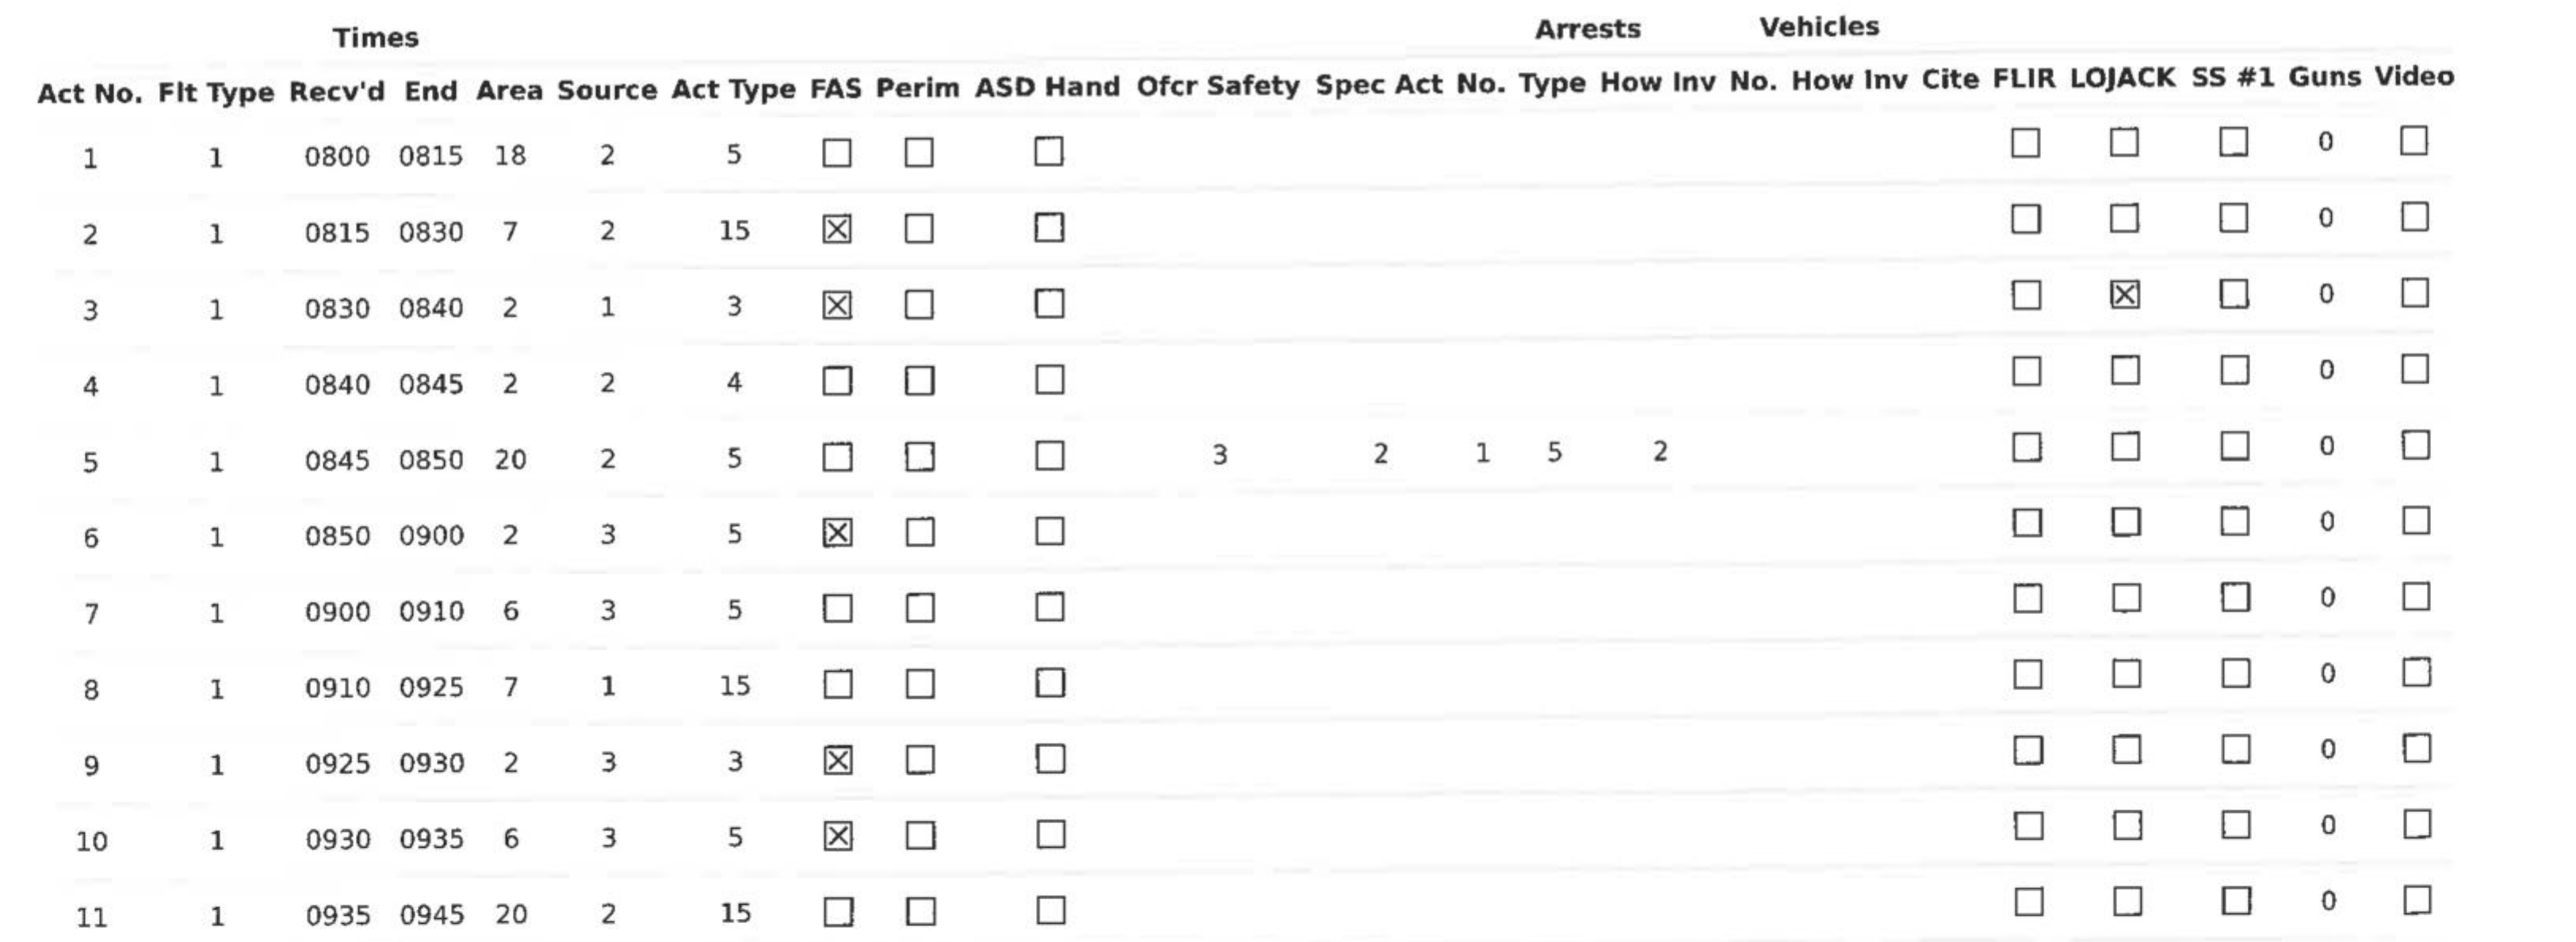 Times Arrests Vehicles
Act No. Flt Type Recv'd End Area Source Act Type FAS Perim ASD Hand Ofcr Safety Spec Act No. Type How Inv No. How Inv Cite FLIR LOJACK SS #1 Guns Video
1 1 0800 0815 18 2 5 ☐ ☐ ☐ ☐ ☐ ☐ 0 ☐
2 1 0815 0830 7 2 15 ☒ ☐ ☐ ☐ ☐ ☐ 0 ☐
3 1 0830 0840 2 1 3 ☒ ☐ ☐ ☐ ☒ ☐ 0 ☐
4 1 0840 0845 2 2 4 ☐ ☐ ☐ ☐ ☐ ☐ 0 ☐
5 1 0845 0850 20 2 5 ☐ ☐ ☐ 3 2 1 5 2 ☐ ☐ ☐ 0 ☐
6 1 0850 0900 2 3 5 ☒ ☐ ☐ ☐ ☐ ☐ 0 ☐
7 1 0900 0910 6 3 5 ☐ ☐ ☐ ☐ ☐ ☐ 0 ☐
8 1 0910 0925 7 1 15 ☐ ☐ ☐ ☐ ☐ ☐ 0 ☐
9 1 0925 0930 2 3 3 ☒ ☐ ☐ ☐ ☐ ☐ 0 ☐
10 1 0930 0935 6 3 5 ☒ ☐ ☐ ☐ ☐ ☐ 0 ☐
11 1 0935 0945 20 2 15 ☐ ☐ ☐ ☐ ☐ ☐ 0 ☐